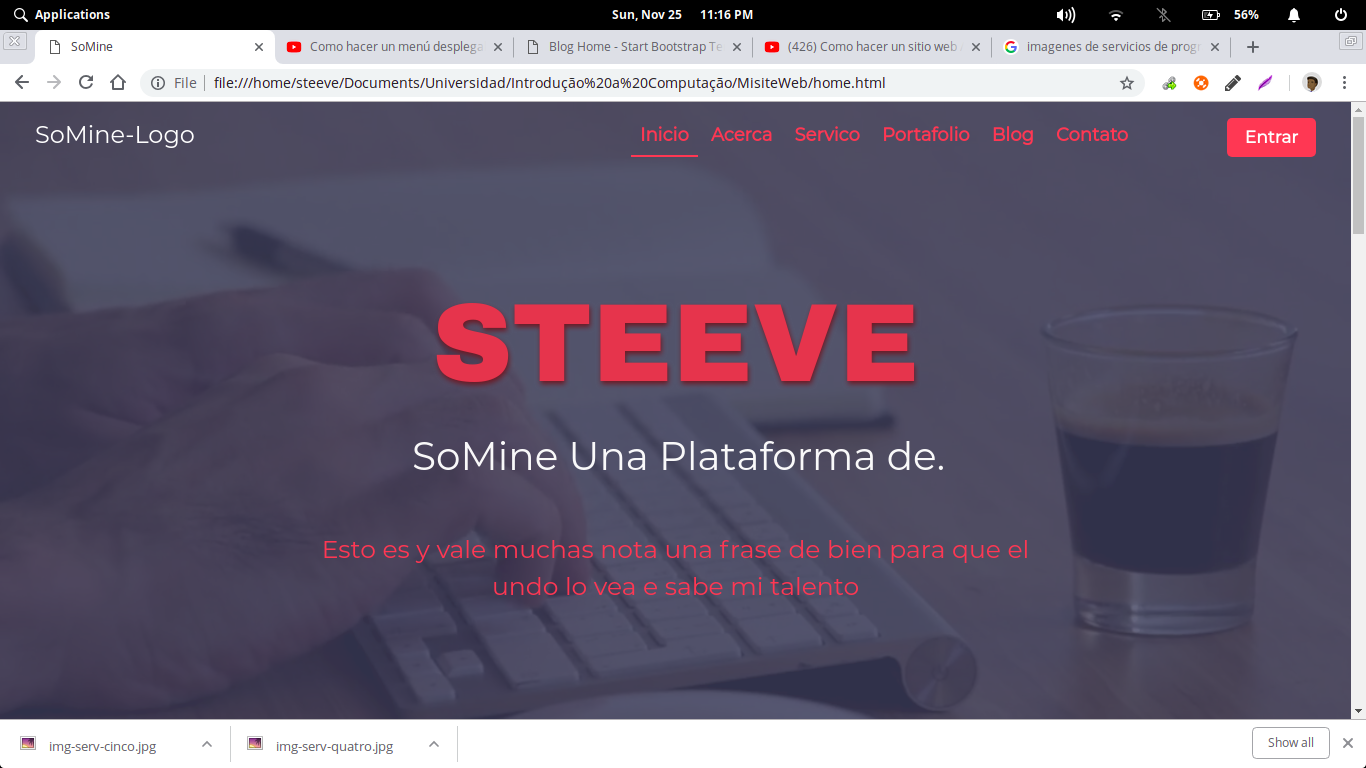 Applications
Sun, Nov 25 11:16 PM
56%
SoMine
Como hacer un menú desplega
Blog Home - Start Bootstrap Te
(426) Como hacer un sitio web
imagenes de servicios de prog
File
file:///home/steeve/Documents/Universidad/Introdução%20a%20Computação/MisiteWeb/home.html
SoMine-Logo
Inicio Acerca Servico Portafolio Blog Contato
Entrar
STEEVE
SoMine Una Plataforma de.
Esto es y vale muchas nota una frase de bien para que el
undo lo vea e sabe mi talento
img-serv-cinco.jpg
img-serv-quatro.jpg
Show all